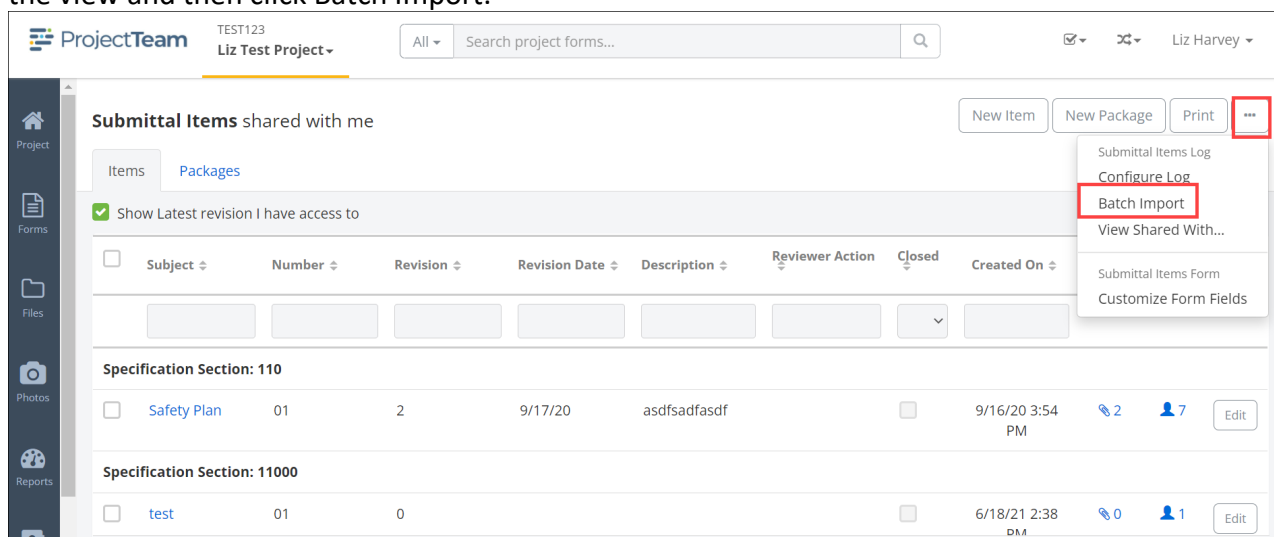 the view and then click Batch Import.
ProjectTeam
TEST123
Liz Test Project
All
Search project forms...
Liz Harvey
Project
Forms
Files
Photos
Reports
Submittal Items shared with me
New Item
New Package
Print
Submittal Items Log
Configure Log
Batch Import
View Shared With...
Submittal Items Form
Customize Form Fields
Items
Packages
Show Latest revision I have access to
Subject Number Revision Revision Date Description Reviewer Action Closed Created On
Specification Section: 110
Safety Plan 01 2 9/17/20 asdfsadfasdf 9/16/20 3:54 2 7 Edit
PM
Specification Section: 11000
test 01 0 6/18/21 2:38 0 1 Edit
PM